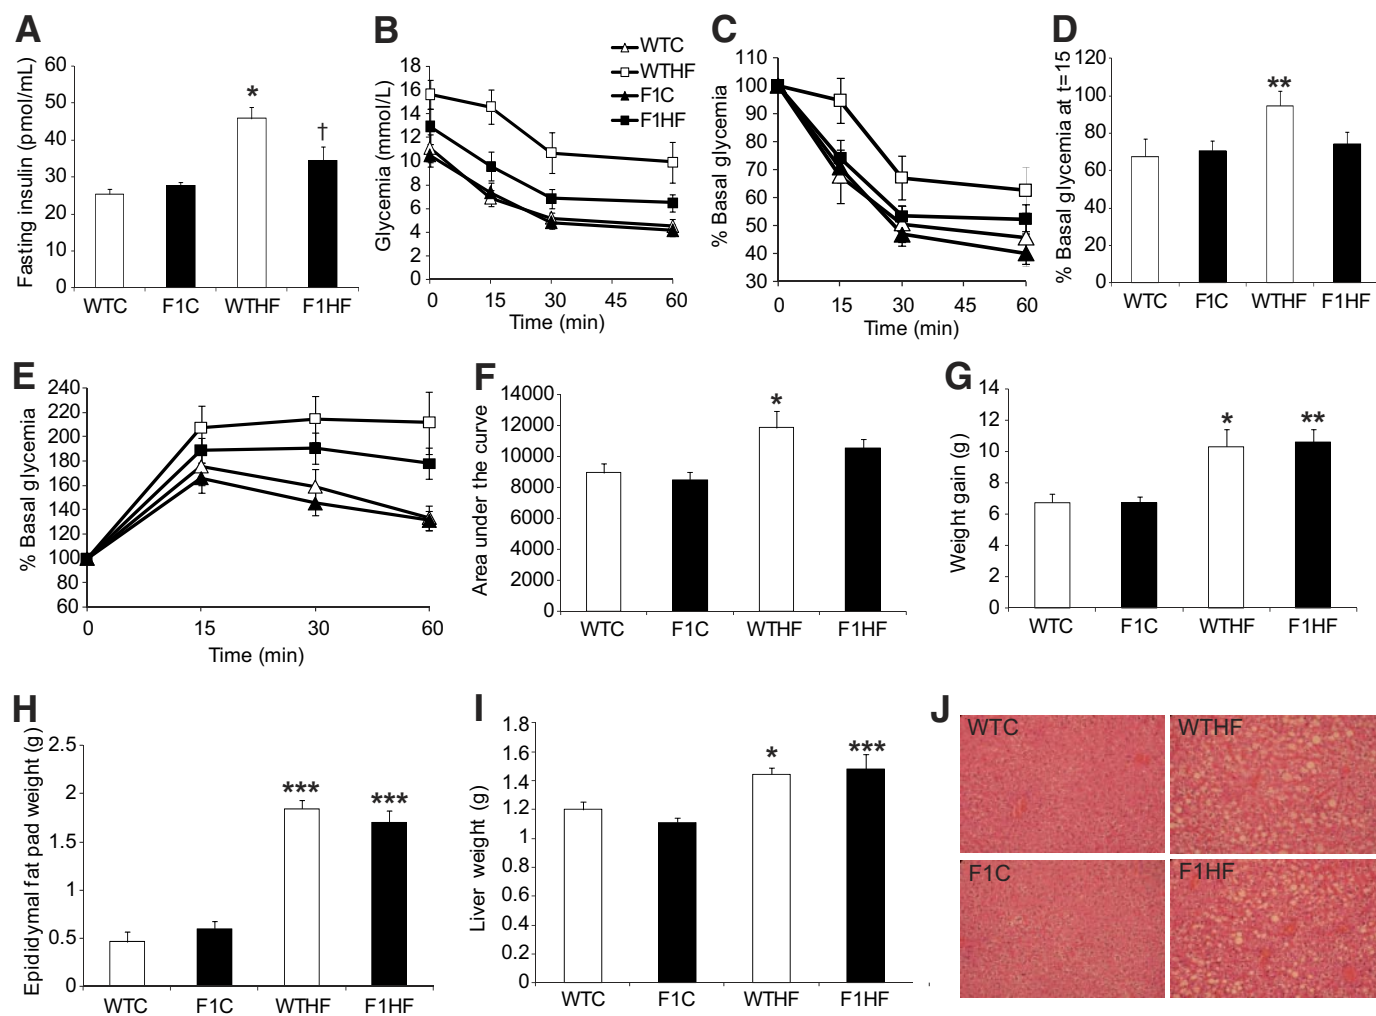 A
Fasting insulin (pmol/mL)
60
50
40
30
20
10
0
*
†
WTC F1C WTHF F1HF
B
Glycemia (mmol/L)
18
16
14
12
10
8
6
4
2
0
0 15 30 45 60
Time (min)
WTC
WTHF
F1C
F1HF
C
% Basal glycemia
110
100
90
80
70
60
50
40
30
0 15 30 45 60
Time (min)
D
% Basal glycemia at t=15
120
100
80
60
40
20
0
**
WTC F1C WTHF F1HF
E
% Basal glycemia
240
220
200
180
160
140
120
100
80
60
0 15 30 60
Time (min)
F
Area under the curve
14000
12000
10000
8000
6000
4000
2000
0
*
WTC F1C WTHF F1HF
G
Weight gain (g)
14
12
10
8
6
4
2
0
* **
WTC F1C WTHF F1HF
H
Epididymal fat pad weight (g)
2.5
2
1.5
1
0.5
0
*** ***
WTC F1C WTHF F1HF
I
Liver weight (g)
1.8
1.6
1.4
1.2
1
0.8
0.6
0.4
0.2
0
* ***
WTC F1C WTHF F1HF
J
WTC WTHF
F1C F1HF